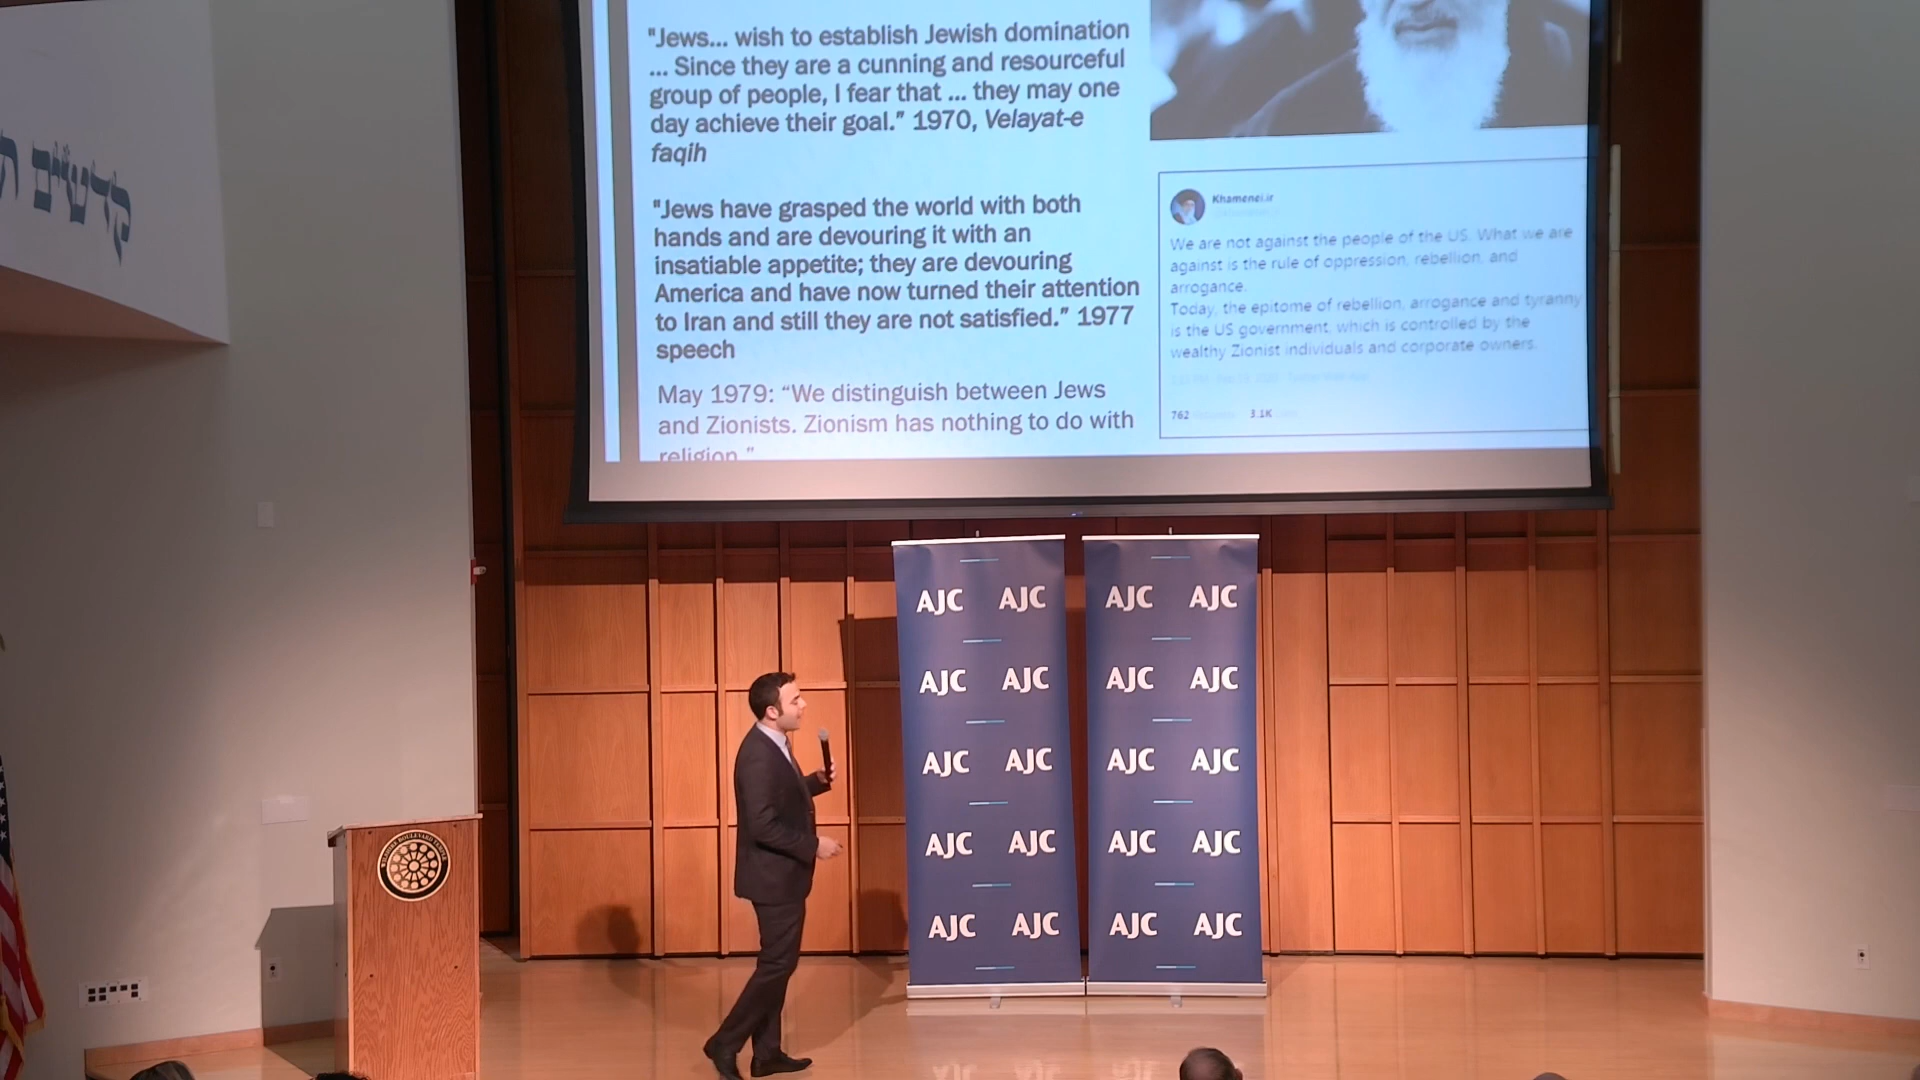 "Jews... wish to establish Jewish domination
... Since they are a cunning and resourceful
group of people, I fear that ... they may one
day achieve their goal." 1970, Velayat-e
faqih
"Jews have grasped the world with both
hands and are devouring it with an
insatiable appetite; they are devouring
America and have now turned their attention
to Iran and still they are not satisfied." 1977
speech
May 1979: “We distinguish between Jews
and Zionists. Zionism has nothing to do with
religion.”
Khamenei.ir
We are not against the people of the US. What we are
against is the rule of oppression, rebellion, and
arrogance.
Today, the epitome of rebellion, arrogance and tyranny
is the US government, which is controlled by the
wealthy Zionist individuals and corporate owners.
762 3.1K
קדשים
AJC AJC AJC AJC
AJC AJC AJC AJC
AJC AJC AJC AJC
AJC AJC AJC AJC
AJC AJC AJC AJC
WILSHIRE BOULEVARD TEMPLE